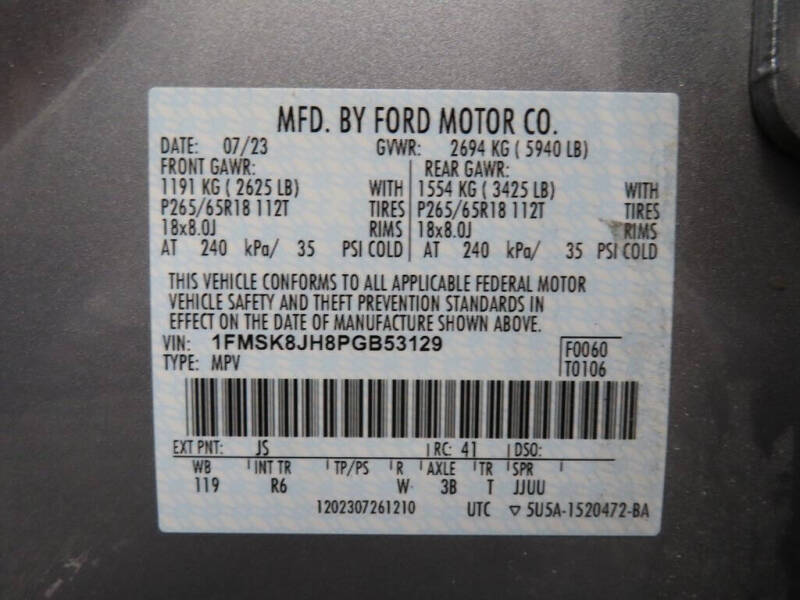 MFD. BY FORD MOTOR CO.
DATE: 07/23 GVWR: 2694 KG ( 5940 LB)
FRONT GAWR: REAR GAWR:
1191 KG ( 2625 LB) WITH 1554 KG ( 3425 LB) WITH
P265/65R18 112T TIRES P265/65R18 112T TIRES
18x8.0J RIMS 18x8.0J RIMS
AT 240 kPa/ 35 PSI COLD AT 240 kPa/ 35 PSI COLD
THIS VEHICLE CONFORMS TO ALL APPLICABLE FEDERAL MOTOR
VEHICLE SAFETY AND THEFT PREVENTION STANDARDS IN
EFFECT ON THE DATE OF MANUFACTURE SHOWN ABOVE.
VIN: 1FMSK8JH8PGB53129 F0060
TYPE: MPV T0106
EXT PNT: JS RC: 41 DSO:
WB INT TR TP/PS R AXLE TR SPR
119 R6 W 3B T JJUU
1202307261210 UTC ▽ 5U5A-1520472-BA